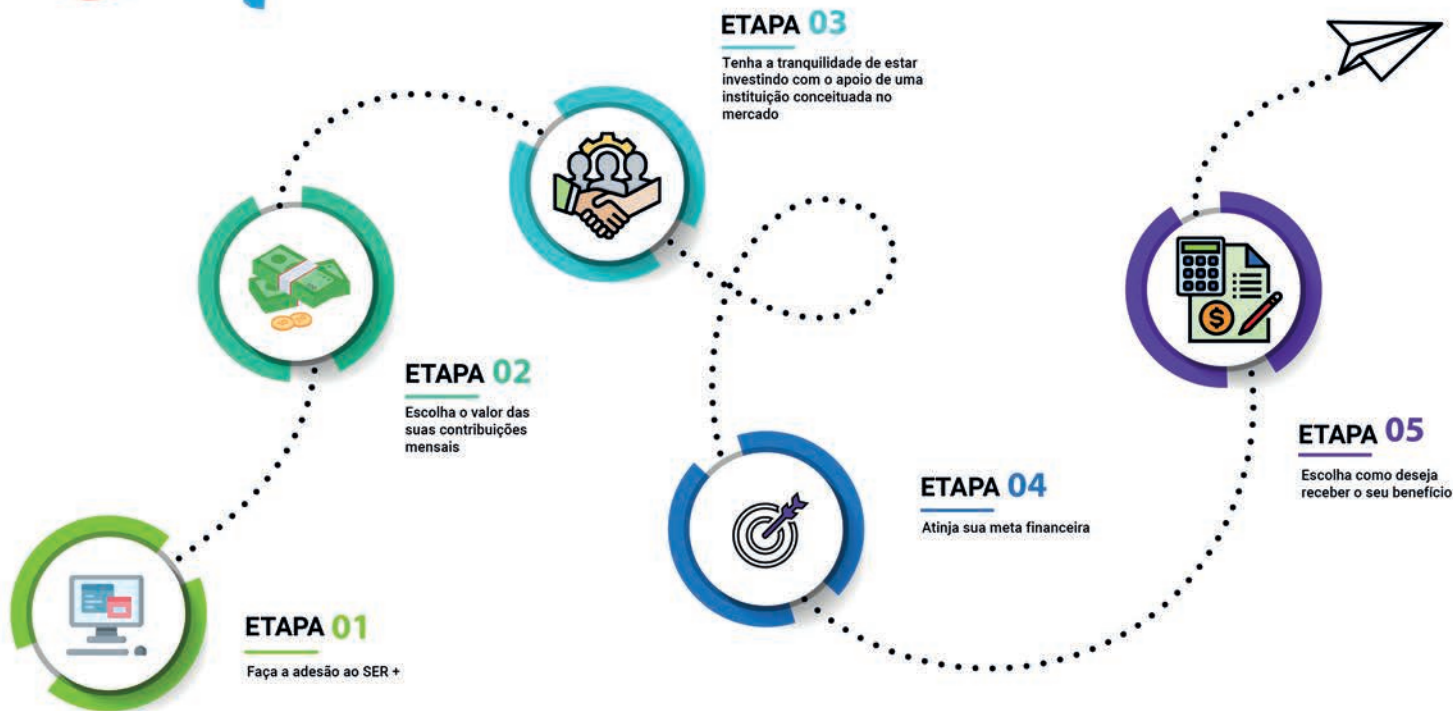 ETAPA 01
Faça a adesão ao SER +
ETAPA 02
Escolha o valor das
suas contribuições
mensais
ETAPA 03
Tenha a tranquilidade de estar
investindo com o apoio de uma
instituição conceituada no
mercado
ETAPA 04
Atinja sua meta financeira
ETAPA 05
Escolha como deseja
receber o seu benefício